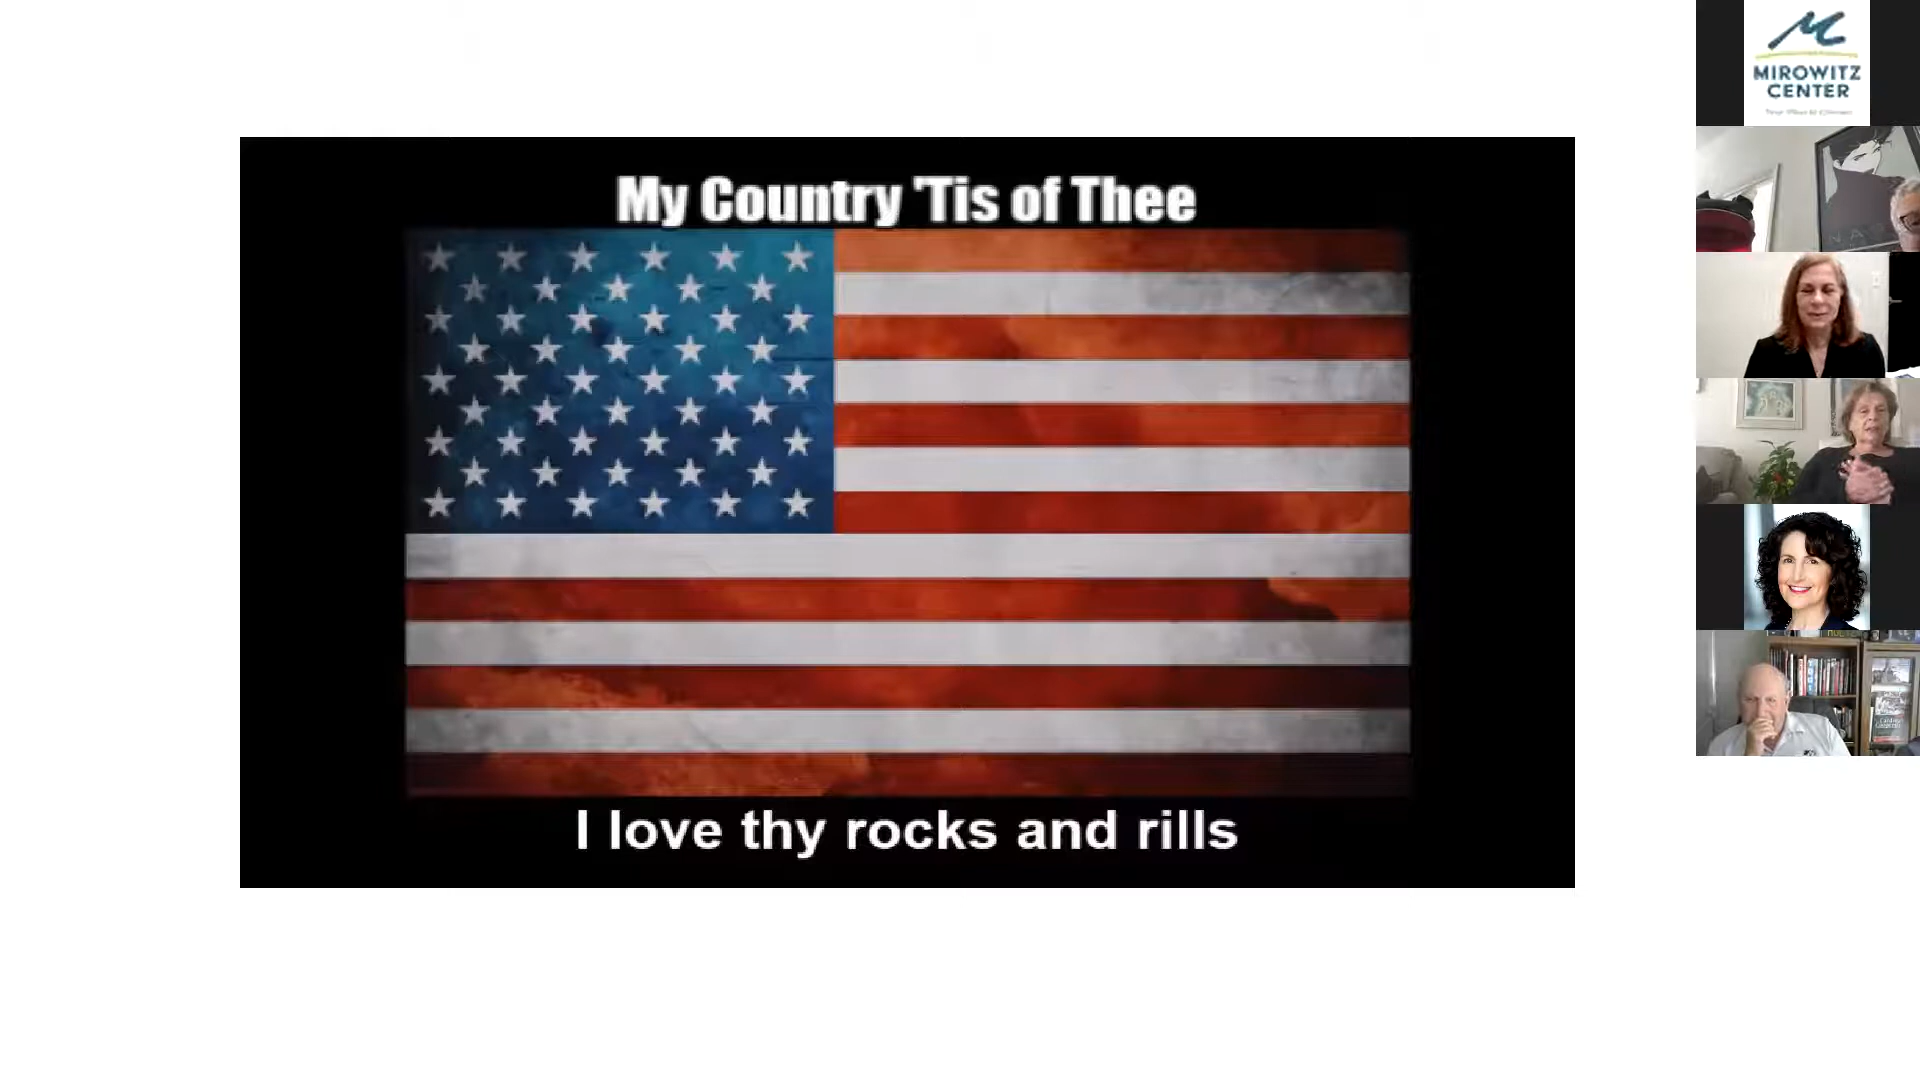 My Country 'Tis of Thee
I love thy rocks and rills
MIROWITZ
CENTER